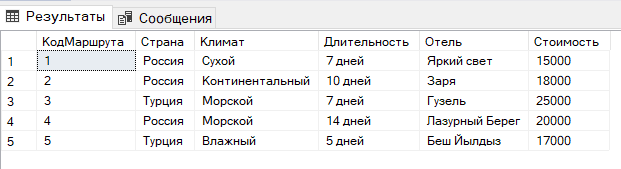 Результаты Сообщения
КодМаршрута Страна Климат Длительность Отель Стоимость
1 1 Россия Сухой 7 дней Яркий свет 15000
2 2 Россия Континентальный 10 дней Заря 18000
3 3 Турция Морской 7 дней Гузель 25000
4 4 Россия Морской 14 дней Лазурный Берег 20000
5 5 Турция Влажный 5 дней Беш Йылдыз 17000